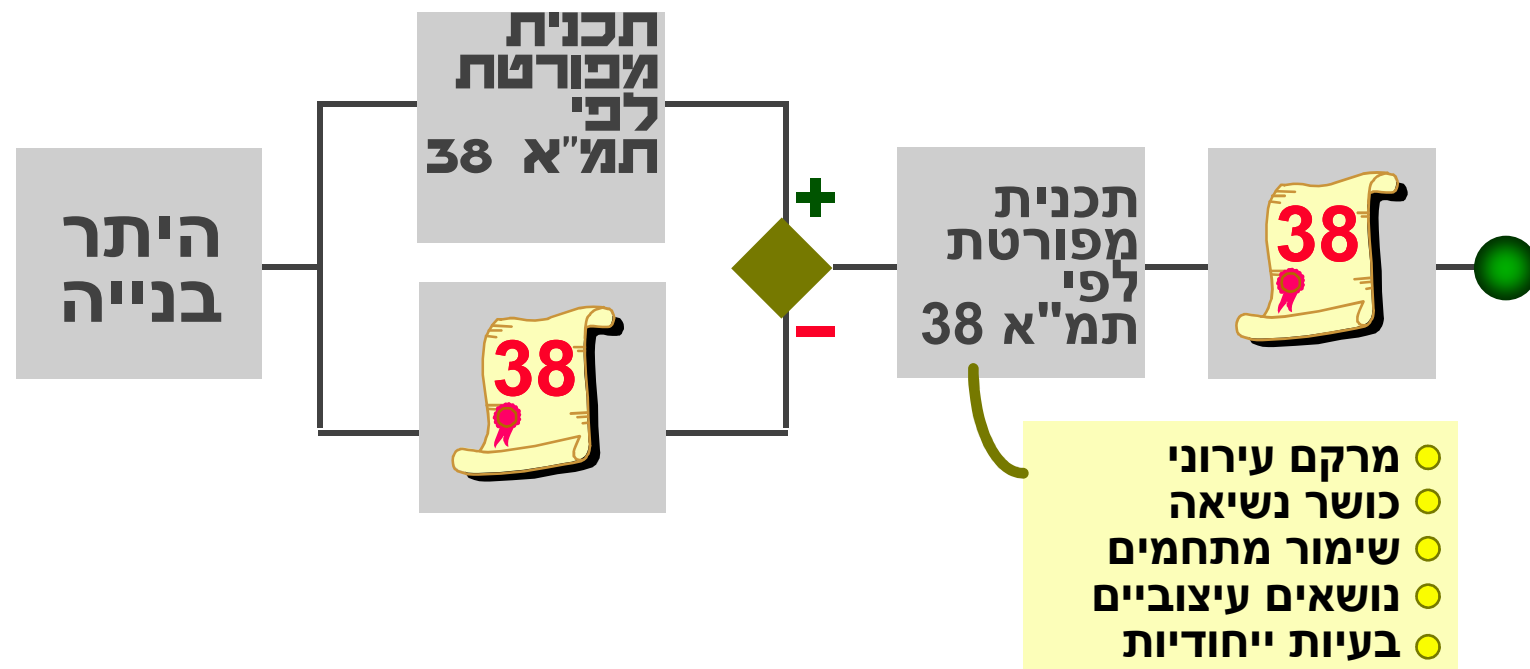 38
תכנית
מפורטת
לפי
תמ"א 38
מרקם עירוני
כושר נשיאה
שימור מתחמים
נושאים עיצוביים
בעיות ייחודיות
+
תכנית
מפורטת
לפי
תמ"א 38
-
38
היתר
בנייה